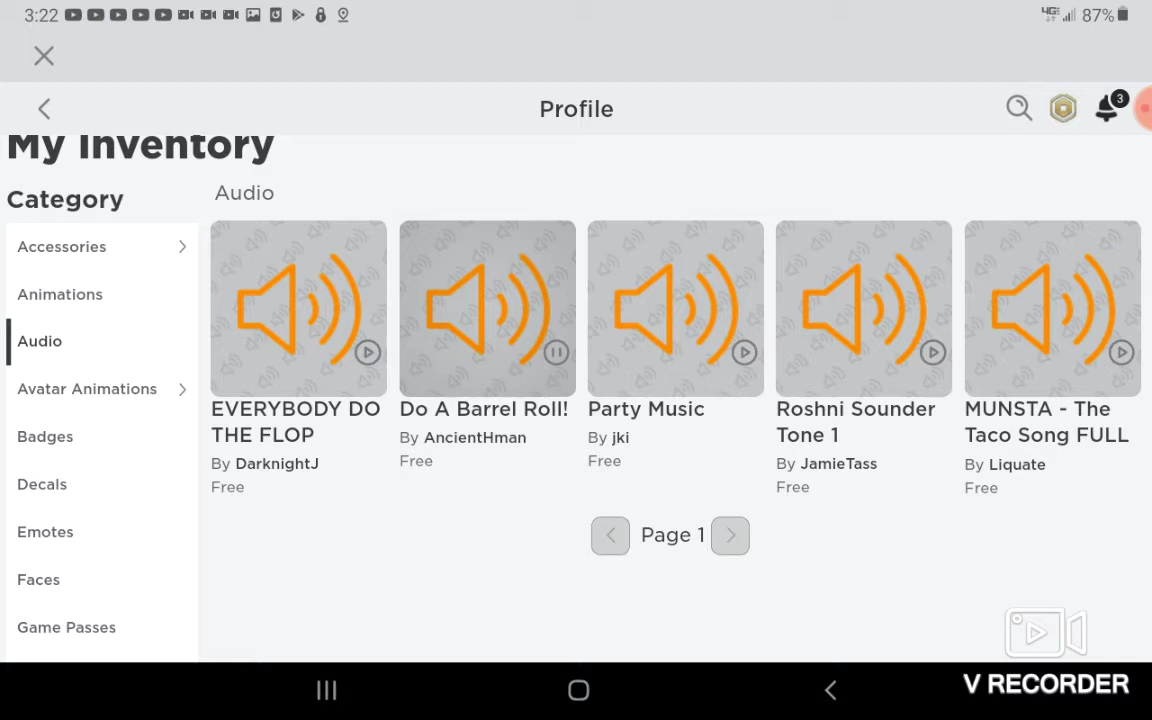 3:22
4GE 87%
Profile
3
My Inventory
Category
Audio
Accessories
Animations
Audio
Avatar Animations
Badges
Decals
Emotes
Faces
Game Passes
EVERYBODY DO
THE FLOP
By DarknightJ
Free
Do A Barrel Roll!
By AncientHman
Free
Party Music
By jki
Free
Roshni Sounder
Tone 1
By JamieTass
Free
MUNSTA - The
Taco Song FULL
By Liquate
Free
Page 1
V RECORDER